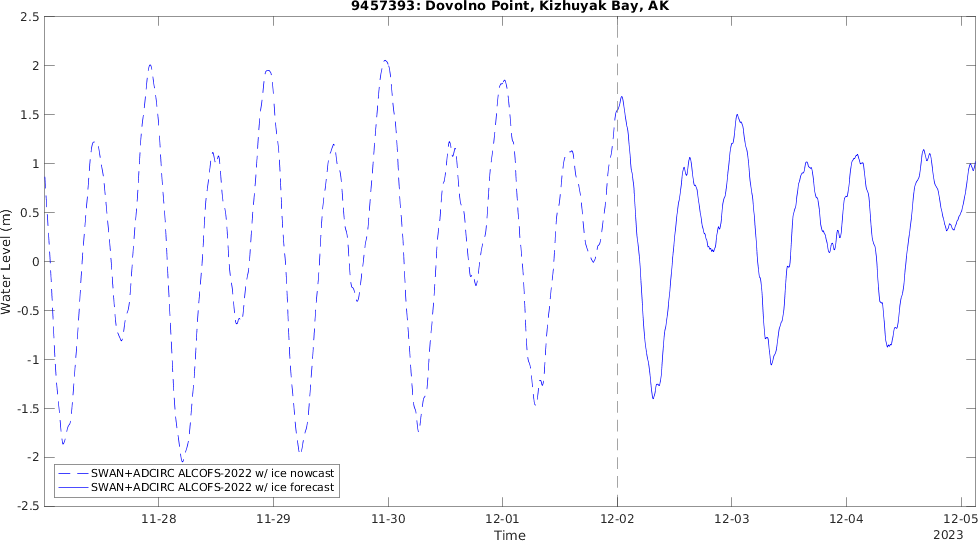 9457393: Dovolno Point, Kizhuyak Bay, AK
2.5
2
1.5
1
0.5
0
-0.5
-1
-1.5
-2
-2.5
Water Level (m)
SWAN+ADCIRC ALCOFS-2022 w/ ice nowcast
SWAN+ADCIRC ALCOFS-2022 w/ ice forecast
11-28 11-29 11-30 12-01 12-02 12-03 12-04 12-05
Time
2023